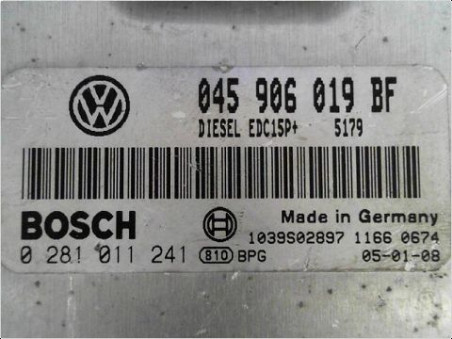 045 906 019 BF
DIESEL EDC15P+ 5179
BOSCH
Made in Germany
1039S02897 1166 0674
0 281 011 241 810 BPG 05-01-08